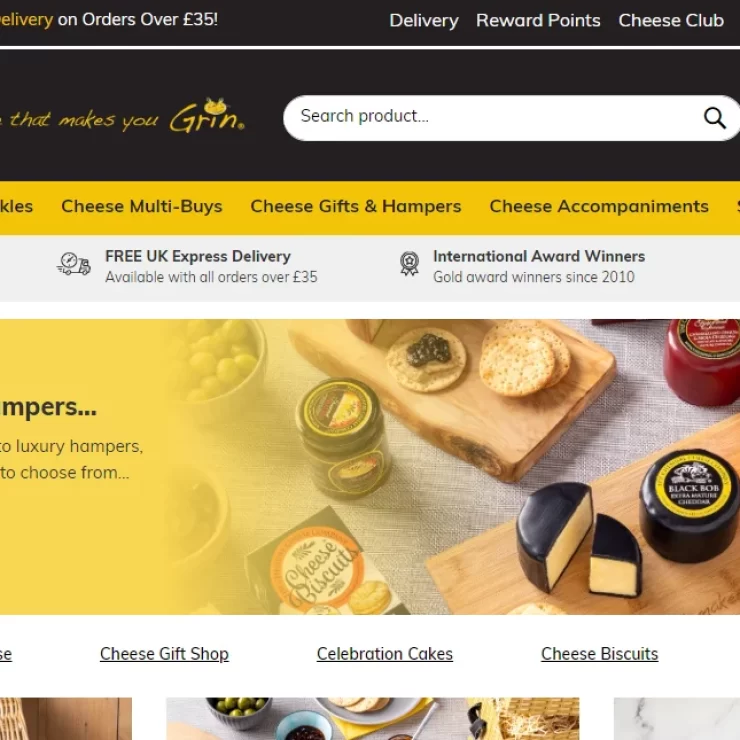 elivery on Orders Over £35!
Delivery Reward Points Cheese Club
that makes you Grin®
Search product...
kles Cheese Multi-Buys Cheese Gifts & Hampers Cheese Accompaniments
FREE UK Express Delivery
Available with all orders over £35
International Award Winners
Gold award winners since 2010
mpers...
to luxury hampers,
to choose from...
BLACK BOB
EXTRA MATURE
CHEDDAR
Cheese
Biscuits
se Cheese Gift Shop Celebration Cakes Cheese Biscuits